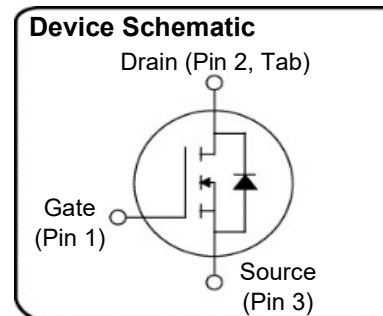 Device Schematic
Drain (Pin 2, Tab)
Gate
(Pin 1)
Source
(Pin 3)